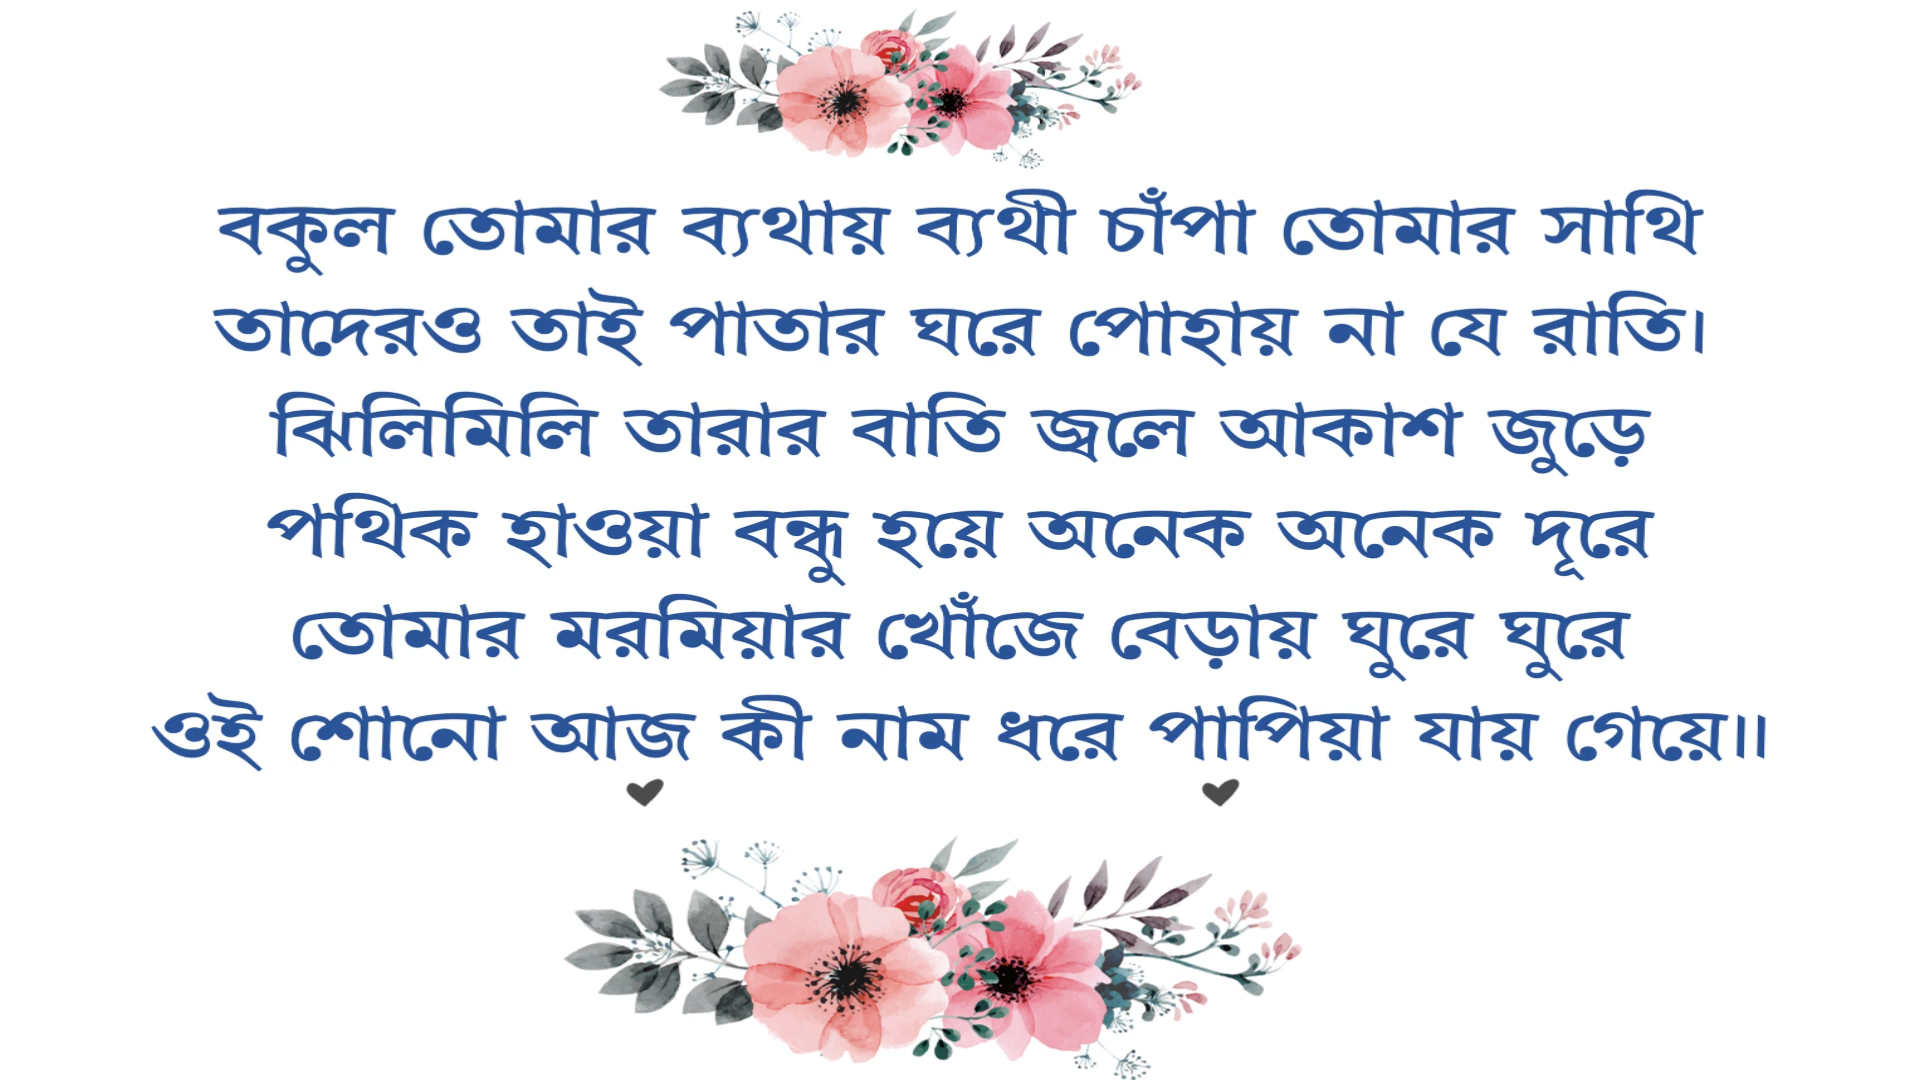 বকুল তোমার ব্যথায় ব্যথী চাঁপা তোমার সাথি
তাদেরও তাই পাতার ঘরে পোহায় না যে রাতি।
ঝিলিমিলি তারার বাতি জ্বলে আকাশ জুড়ে
পথিক হাওয়া বন্ধু হয়ে অনেক অনেক দূরে
তোমার মরমিয়ার খোঁজে বেড়ায় ঘুরে ঘুরে
ওই শোনো আজ কী নাম ধরে পাপিয়া যায় গেয়ে॥